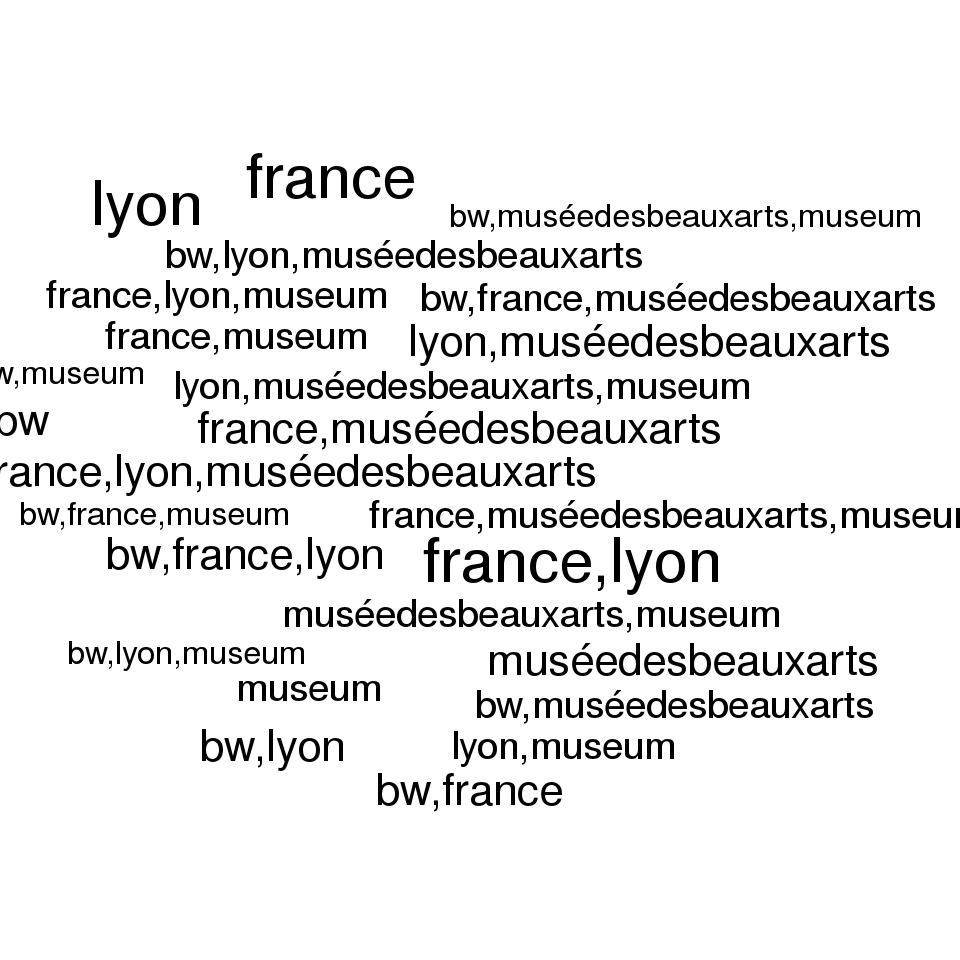 lyon
france
bw,muséedesbeauxarts,museum
bw,lyon,muséedesbeauxarts
france,lyon,museum
bw,france,muséedesbeauxarts
france,museum
lyon,muséedesbeauxarts
w,museum
lyon,muséedesbeauxarts,museum
bw
france,muséedesbeauxarts
rance,lyon,muséedesbeauxarts
bw,france,museum
france,muséedesbeauxarts,museum
bw,france,lyon
france,lyon
muséedesbeauxarts,museum
bw,lyon,museum
muséedesbeauxarts
museum
bw,muséedesbeauxarts
bw,lyon
lyon,museum
bw,france